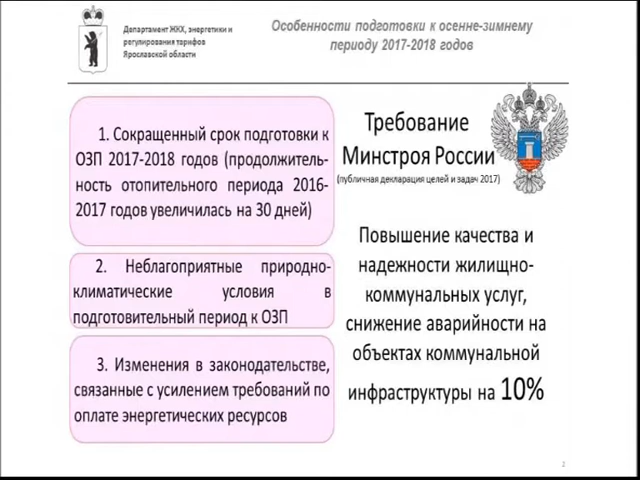 Департамент ЖКХ, энергетики и
регулирования тарифов
Ярославской области
Особенности подготовки к осенне-зимнему
периоду 2017-2018 годов
1. Сокращенный срок подготовки к
ОЗП 2017-2018 годов (продолжитель-
ность отопительного периода 2016-
2017 годов увеличилась на 30 дней)
2. Неблагоприятные природно-
климатические условия в
подготовительный период к ОЗП
3. Изменения в законодательстве,
связанные с усилением требований по
оплате энергетических ресурсов
Требование
Минстроя России
(публичная декларация целей и задач 2017)
Повышение качества и
надежности жилищно-
коммунальных услуг,
снижение аварийности на
объектах коммунальной
инфраструктуры на 10%
2